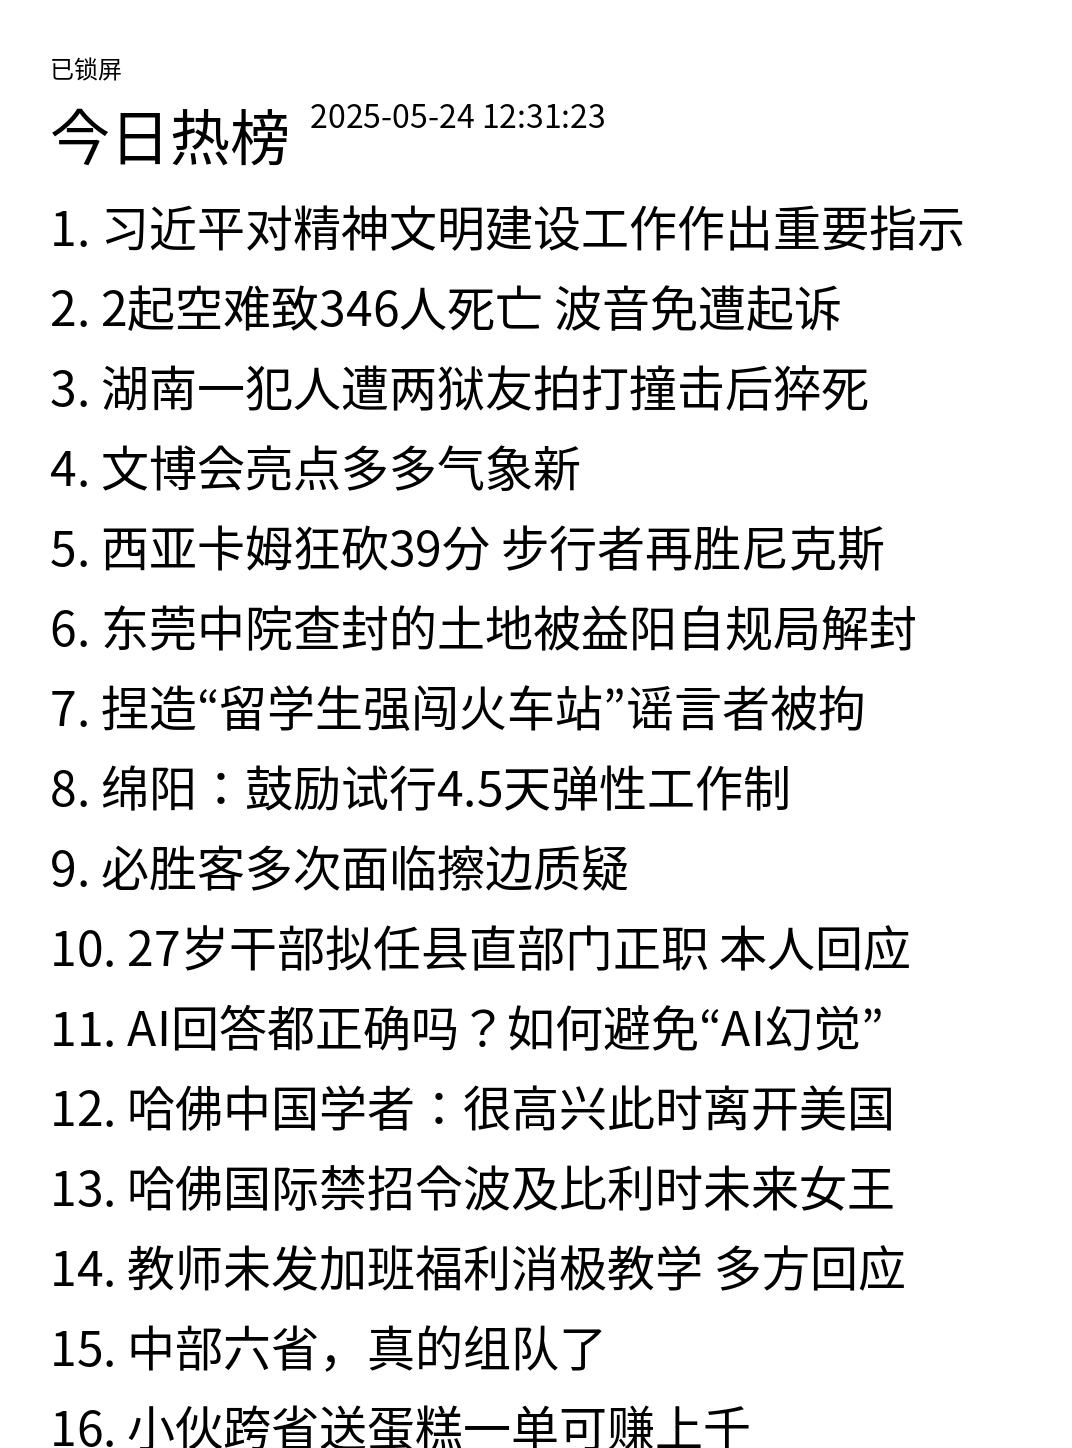 已锁屏
今日热榜 2025-05-24 12:31:23
1. 习近平对精神文明建设工作作出重要指示
2. 2起空难致346人死亡 波音免遭起诉
3. 湖南一犯人遭两狱友拍打撞击后猝死
4. 文博会亮点多多气象新
5. 西亚卡姆狂砍39分 步行者再胜尼克斯
6. 东莞中院查封的土地被益阳自规局解封
7. 捏造“留学生强闯火车站”谣言者被拘
8. 绵阳：鼓励试行4.5天弹性工作制
9. 必胜客多次面临擦边质疑
10. 27岁干部拟任县直部门正职 本人回应
11. AI回答都正确吗？如何避免“AI幻觉”
12. 哈佛中国学者：很高兴此时离开美国
13. 哈佛国际禁招令波及比利时未来女王
14. 教师未发加班福利消极教学 多方回应
15. 中部六省，真的组队了
16. 小伙跨省送蛋糕一单可赚上千